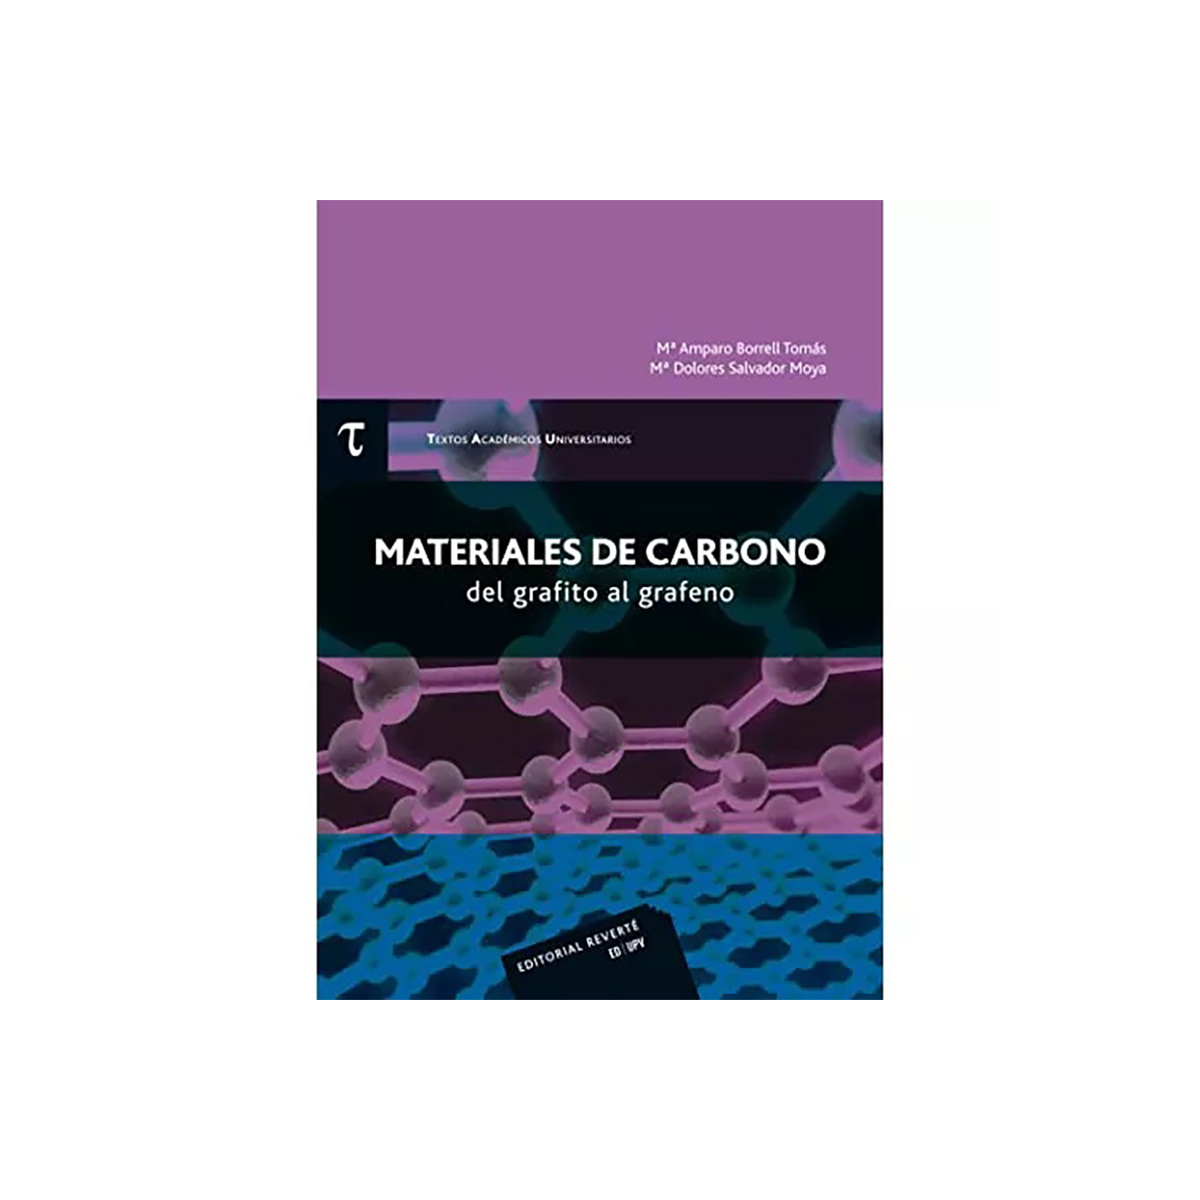 Mª Amparo Borrell Tomás
Mª Dolores Salvador Moya
τ
Textos Académicos Universitarios
MATERIALES DE CARBONO
del grafito al grafeno
EDITORIAL REVERTÉ
ED|UPV